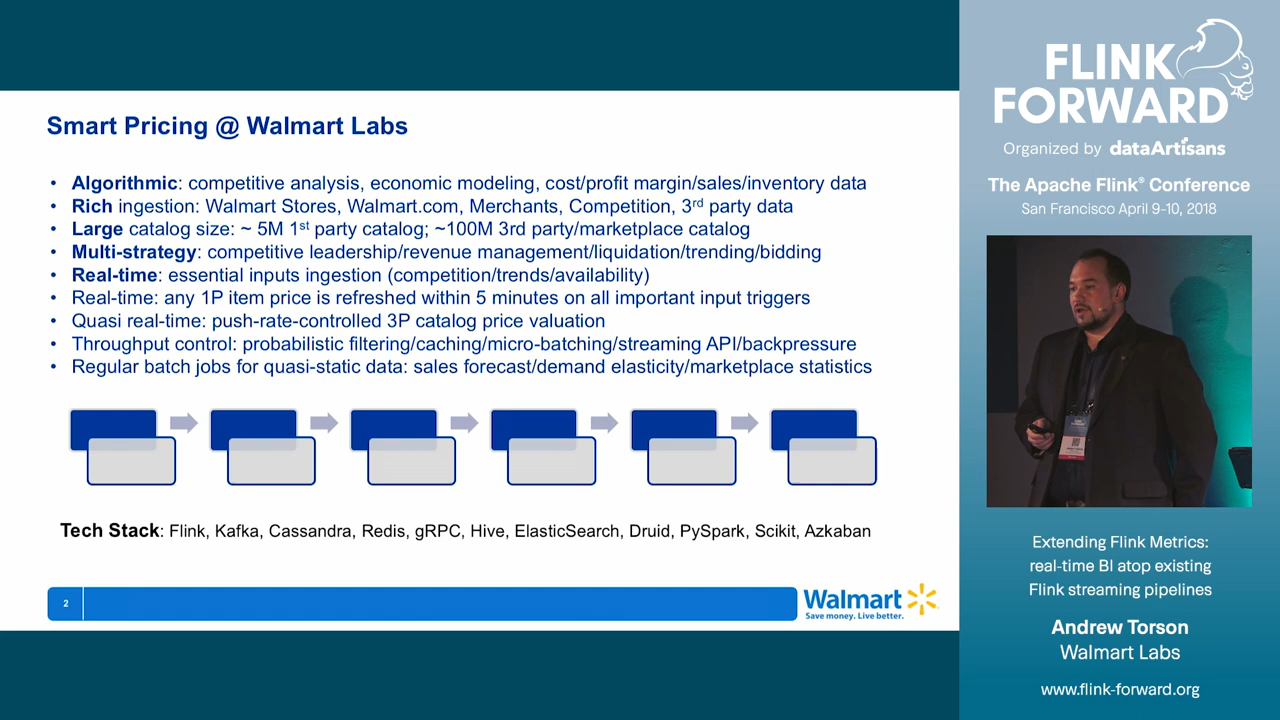 Smart Pricing @ Walmart Labs
• Algorithmic: competitive analysis, economic modeling, cost/profit margin/sales/inventory data
• Rich ingestion: Walmart Stores, Walmart.com, Merchants, Competition, 3rd party data
• Large catalog size: ~ 5M 1st party catalog; ~100M 3rd party/marketplace catalog
• Multi-strategy: competitive leadership/revenue management/liquidation/trending/bidding
• Real-time: essential inputs ingestion (competition/trends/availability)
• Real-time: any 1P item price is refreshed within 5 minutes on all important input triggers
• Quasi real-time: push-rate-controlled 3P catalog price valuation
• Throughput control: probabilistic filtering/caching/micro-batching/streaming API/backpressure
• Regular batch jobs for quasi-static data: sales forecast/demand elasticity/marketplace statistics
Tech Stack: Flink, Kafka, Cassandra, Redis, gRPC, Hive, ElasticSearch, Druid, PySpark, Scikit, Azkaban
2
Walmart
Save money. Live better.
FLINK
FORWARD
Organized by dataArtisans
The Apache Flink® Conference
San Francisco April 9-10, 2018
Extending Flink Metrics:
real-time BI atop existing
Flink streaming pipelines
Andrew Torson
Walmart Labs
www.flink-forward.org